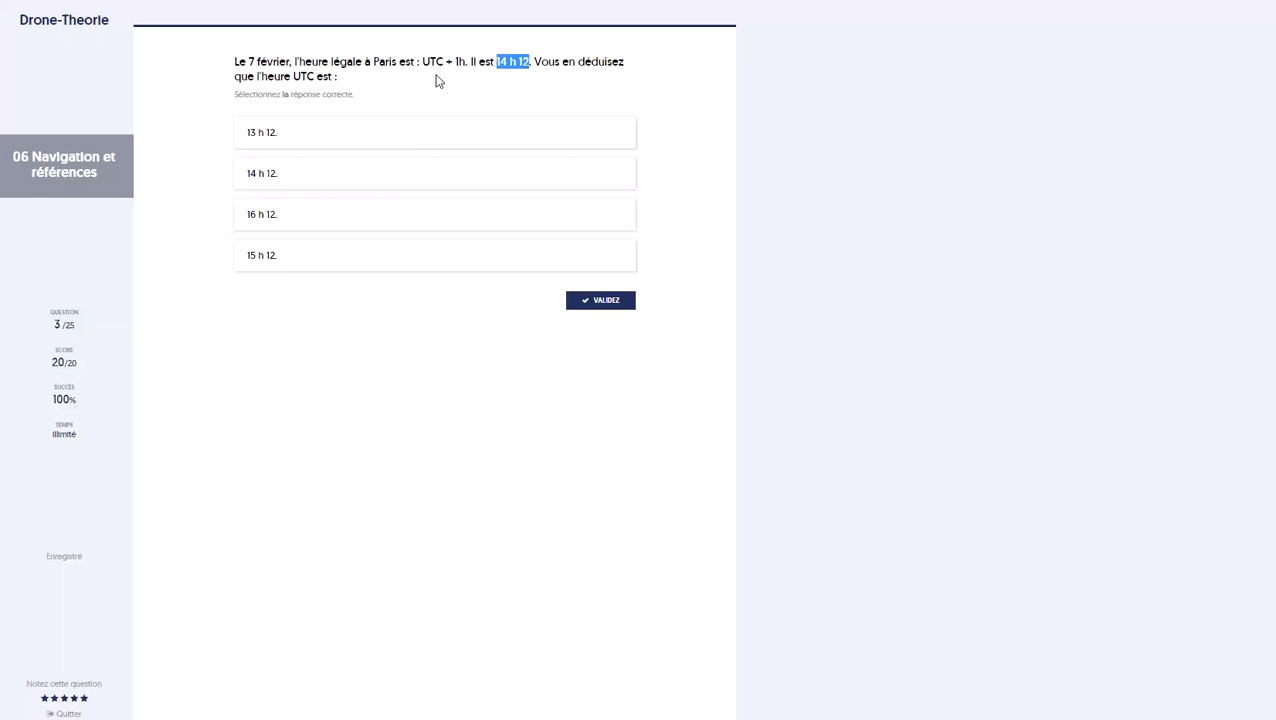 Drone-Theorie
Le 7 février, l'heure légale à Paris est : UTC + 1h. Il est 14 h 12. Vous en déduisez
que l'heure UTC est :
Sélectionnez la réponse correcte.
13 h 12.
14 h 12.
16 h 12.
15 h 12.
VALIDEZ
06 Navigation et
références
QUESTION
3 /25
SCORE
20/20
SUCCÈS
100%
TEMPS
illimité
Enregistré
Notez cette question
Quitter